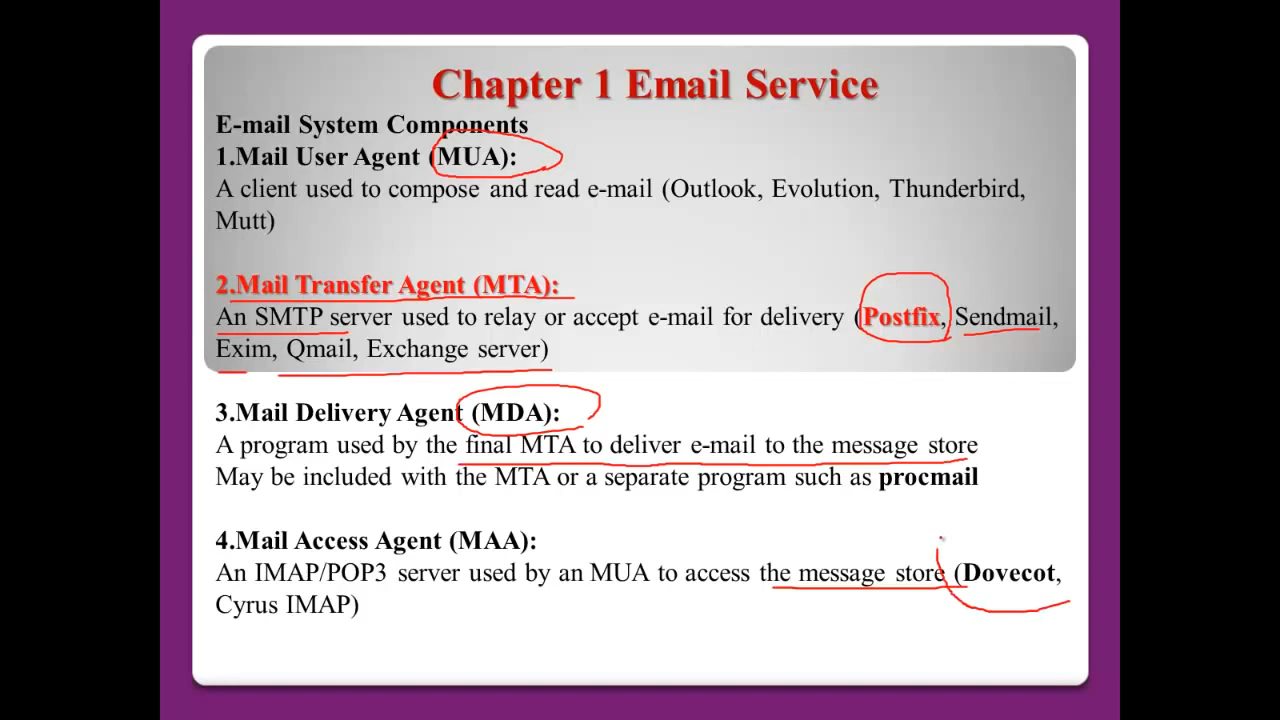 Chapter 1 Email Service
E-mail System Components
1.Mail User Agent (MUA):
A client used to compose and read e-mail (Outlook, Evolution, Thunderbird,
Mutt)
2.Mail Transfer Agent (MTA):
An SMTP server used to relay or accept e-mail for delivery (Postfix, Sendmail,
Exim, Qmail, Exchange server)
3.Mail Delivery Agent (MDA):
A program used by the final MTA to deliver e-mail to the message store
May be included with the MTA or a separate program such as procmail
4.Mail Access Agent (MAA):
An IMAP/POP3 server used by an MUA to access the message store (Dovecot,
Cyrus IMAP)